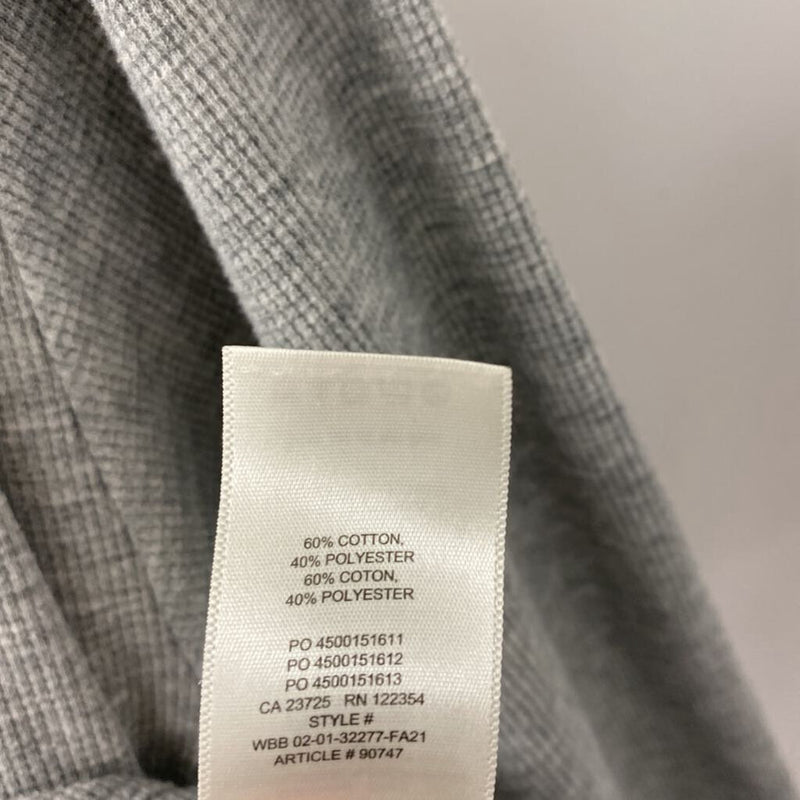 60% COTTON,
40% POLYESTER
60% COTON,
40% POLYESTER
PO 4500151611
PO 4500151612
PO 4500151613
CA 23725 RN 122354
STYLE #
WBB 02-01-32277-FA21
ARTICLE # 90747